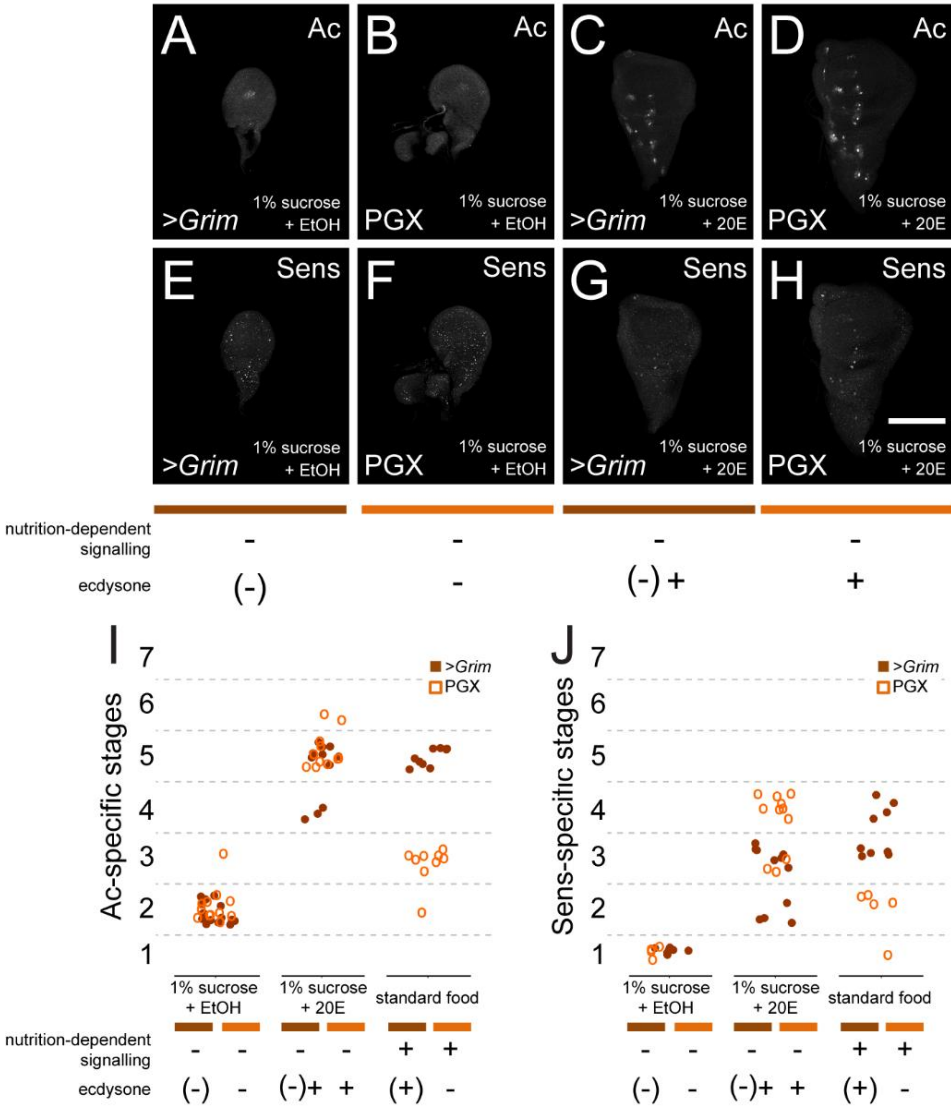 A Ac
>Grim 1% sucrose
+ EtOH
B Ac
PGX 1% sucrose
+ EtOH
C Ac
>Grim 1% sucrose
+ 20E
D Ac
PGX 1% sucrose
+ 20E
E Sens
>Grim 1% sucrose
+ EtOH
F Sens
PGX 1% sucrose
+ EtOH
G Sens
>Grim 1% sucrose
+ 20E
H Sens
PGX 1% sucrose
+ 20E
nutrition-dependent
signalling - - - -
ecdysone (-) - (-) + +
I
Ac-specific stages
7
6
5
4
3
2
1
>Grim
PGX
1% sucrose
+ EtOH
1% sucrose
+ 20E
standard food
nutrition-dependent
signalling - - - - + +
ecdysone (-) - (-)+ + (+) -
J
Sens-specific stages
7
6
5
4
3
2
1
>Grim
PGX
1% sucrose
+ EtOH
1% sucrose
+ 20E
standard food
- - - - + +
(-) - (-)+ + (+) -